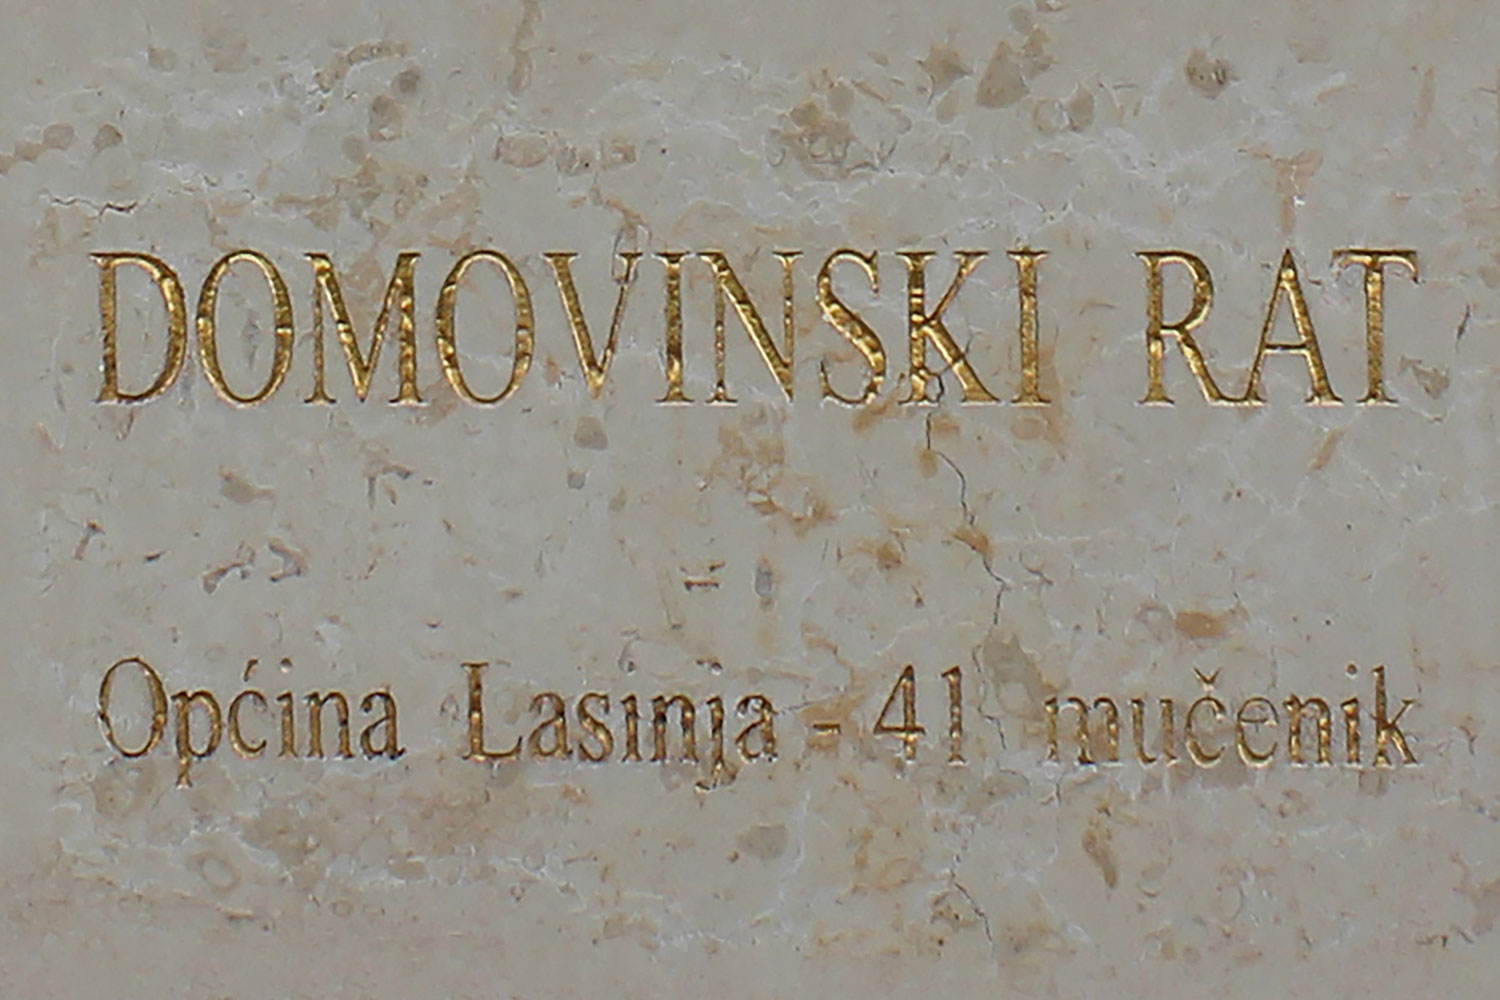 DOMOVINSKI RAT
Općina Lasinja - 41 mučenik